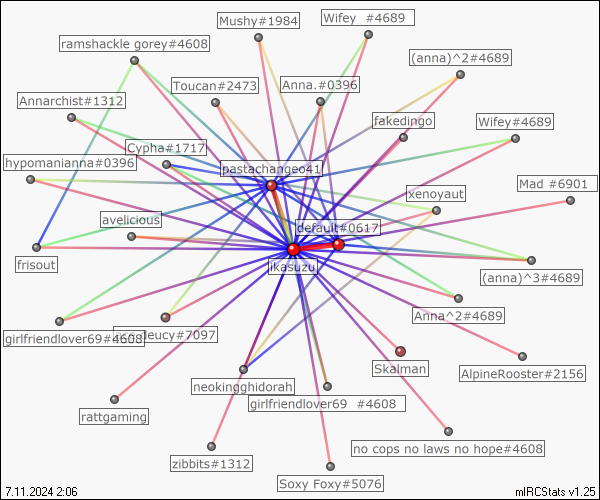 Mushy#1984
Wifey #4689
ramshackle gorey#4608
(anna)^2#4689
Toucan#2473
Anna.#0396
Annarchist#1312
fakedingo
Wifey#4689
Cypha#1717
hypomanianna#0396
pastachangeo41
Mad #6901
xenoyaut
avelicious
default#0617
frisout
ikasuzu
(anna)^3#4689
Anna^2#4689
girlfriendlover69#4608
Skalman
AlpineRooster#2156
neokingghidorah
girlfriendlover69 #4608
rattgaming
no cops no laws no hope#4608
zibbits#1312
Soxy Foxy#5076
7.11.2024 2:06
mIRCStats v1.25